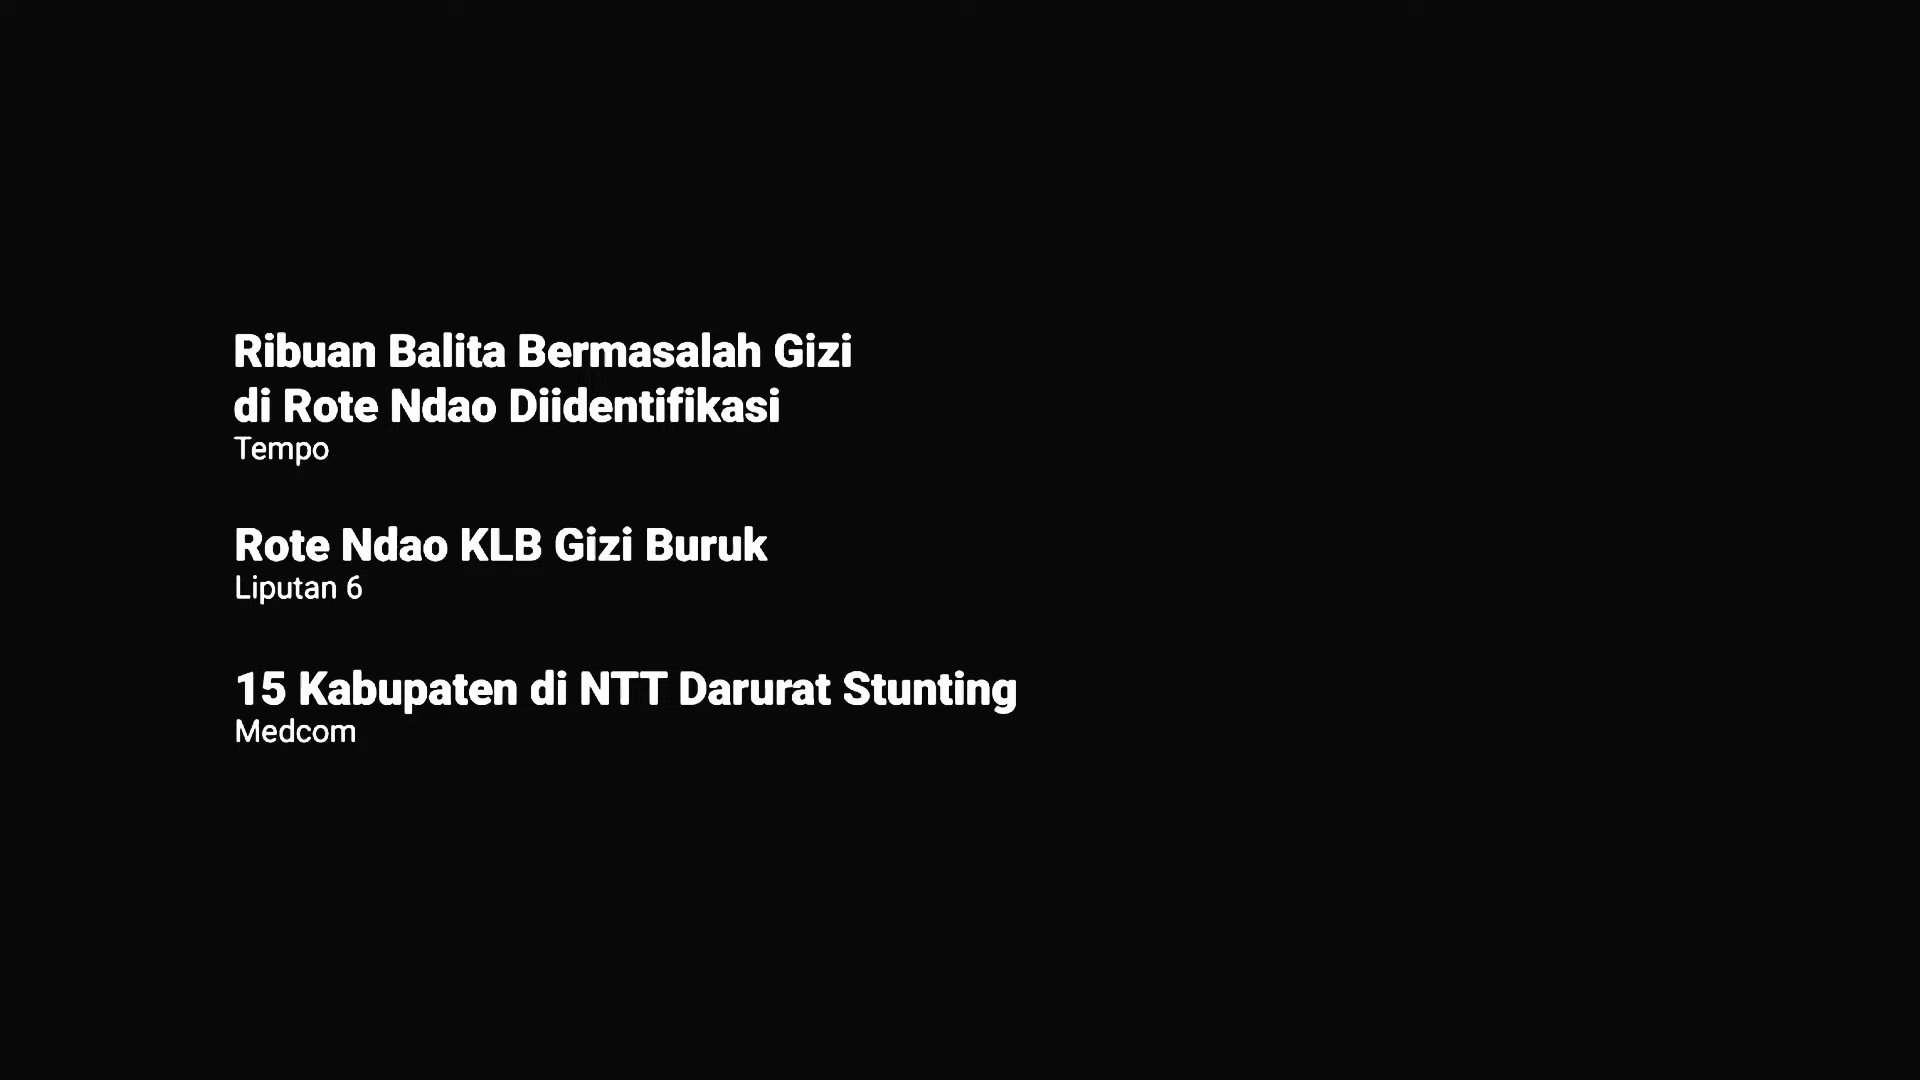 Ribuan Balita Bermasalah Gizi
di Rote Ndao Diidentifikasi
Tempo
Rote Ndao KLB Gizi Buruk
Liputan 6
15 Kabupaten di NTT Darurat Stunting
Medcom